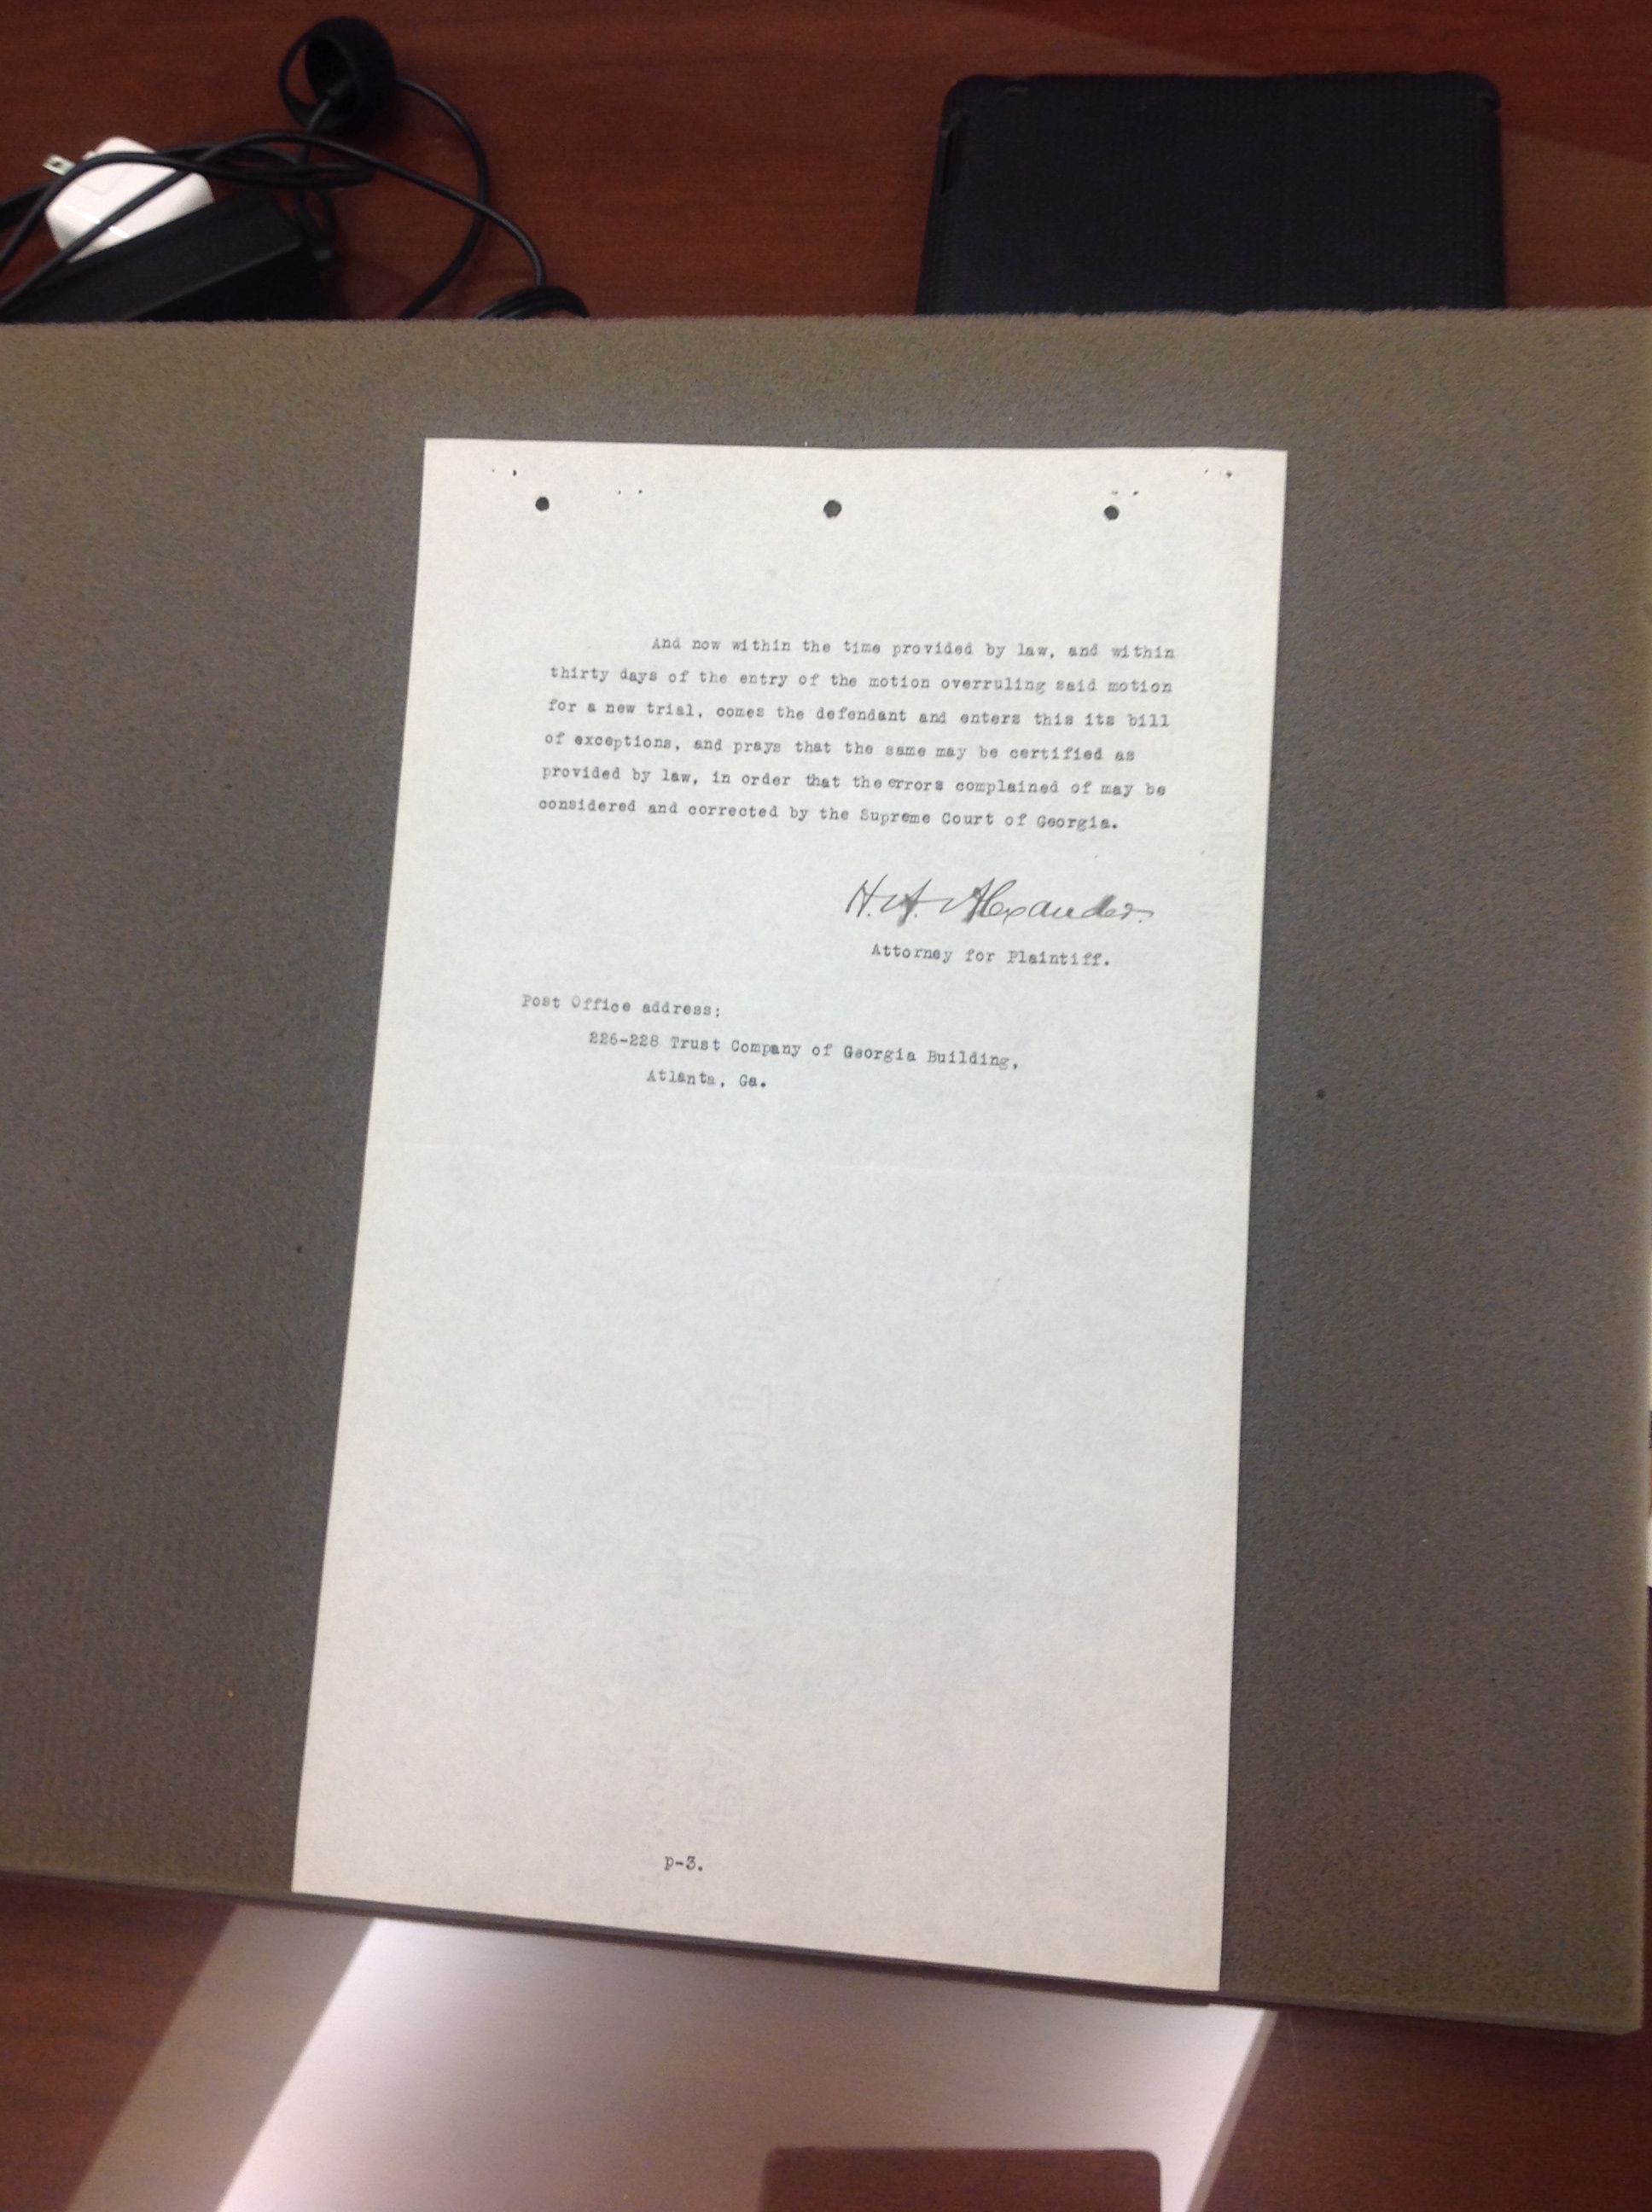 And now within the time provided by law, and within
thirty days of the entry of the motion overruling said motion
for a new trial, comes the defendant and enters this its bill
of exceptions, and prays that the same may be certified as
provided by law, in order that the errors complained of may be
considered and corrected by the Supreme Court of Georgia.
H. A. Alexander.
Attorney for Plaintiff.
Post Office address:
226-228 Trust Company of Georgia Building,
Atlanta, Ga.
p-3.